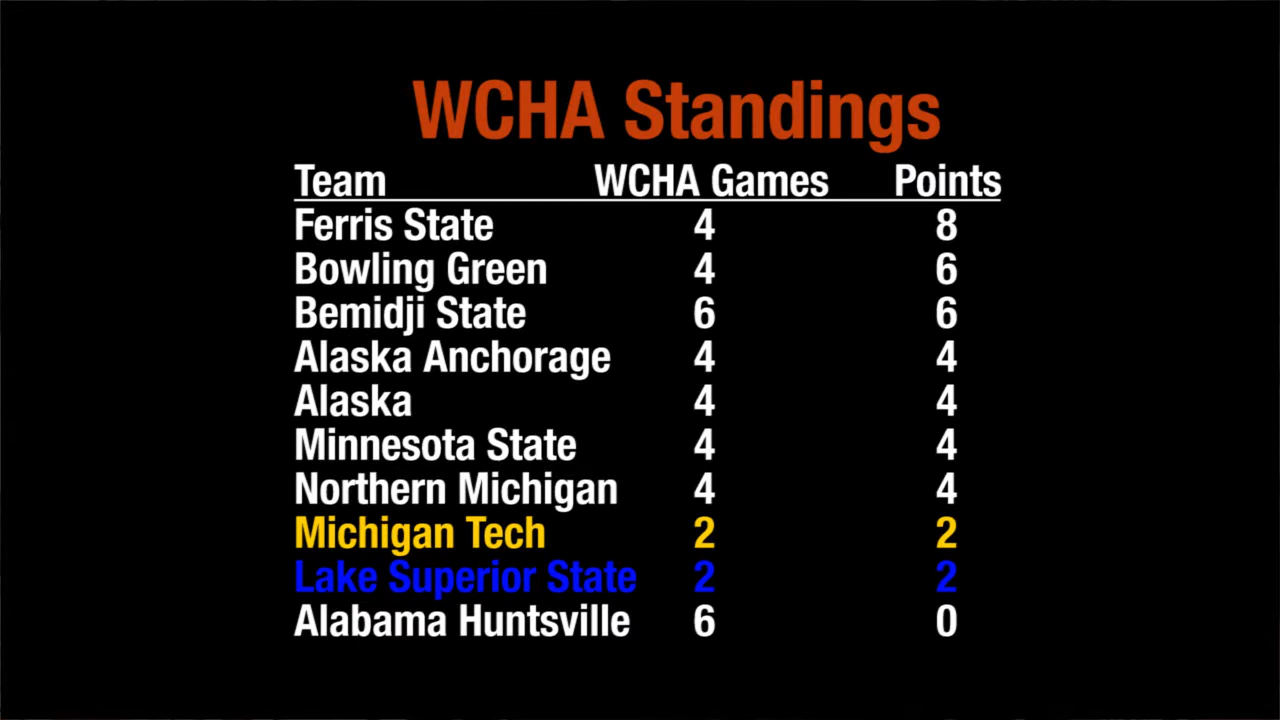 WCHA Standings
Team WCHA Games Points
Ferris State 4 8
Bowling Green 4 6
Bemidji State 6 6
Alaska Anchorage 4 4
Alaska 4 4
Minnesota State 4 4
Northern Michigan 4 4
Michigan Tech 2 2
Lake Superior State 2 2
Alabama Huntsville 6 0